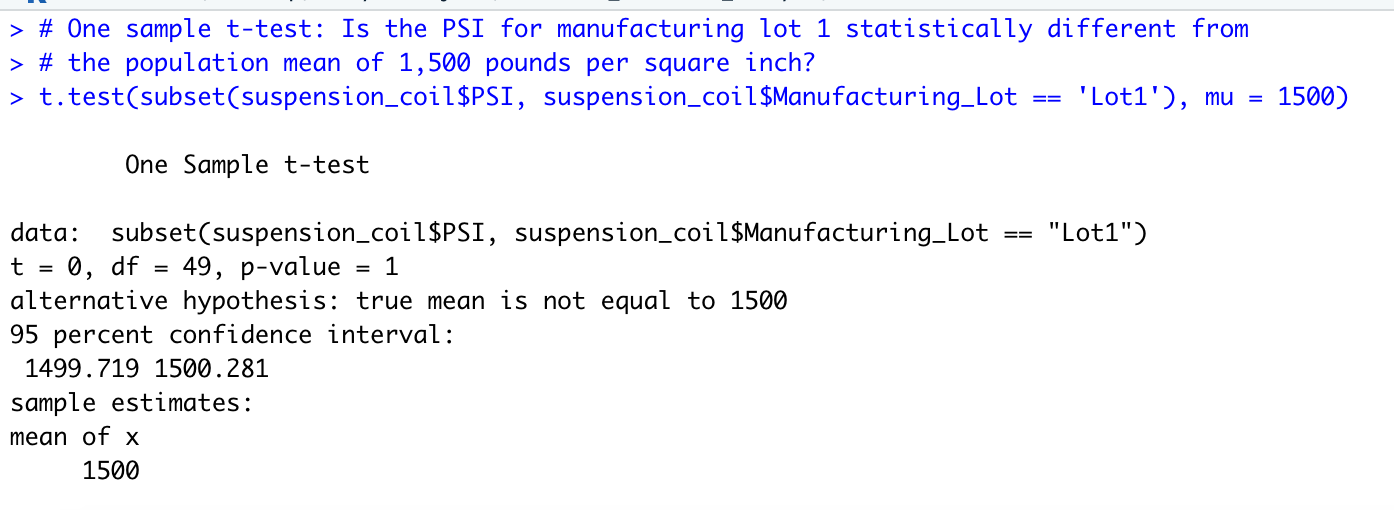 > # One sample t-test: Is the PSI for manufacturing lot 1 statistically different from
> # the population mean of 1,500 pounds per square inch?
> t.test(subset(suspension_coil$PSI, suspension_coil$Manufacturing_Lot == 'Lot1'), mu = 1500)
One Sample t-test
data:  subset(suspension_coil$PSI, suspension_coil$Manufacturing_Lot == "Lot1")
t = 0, df = 49, p-value = 1
alternative hypothesis: true mean is not equal to 1500
95 percent confidence interval:
1499.719 1500.281
sample estimates:
mean of x
1500